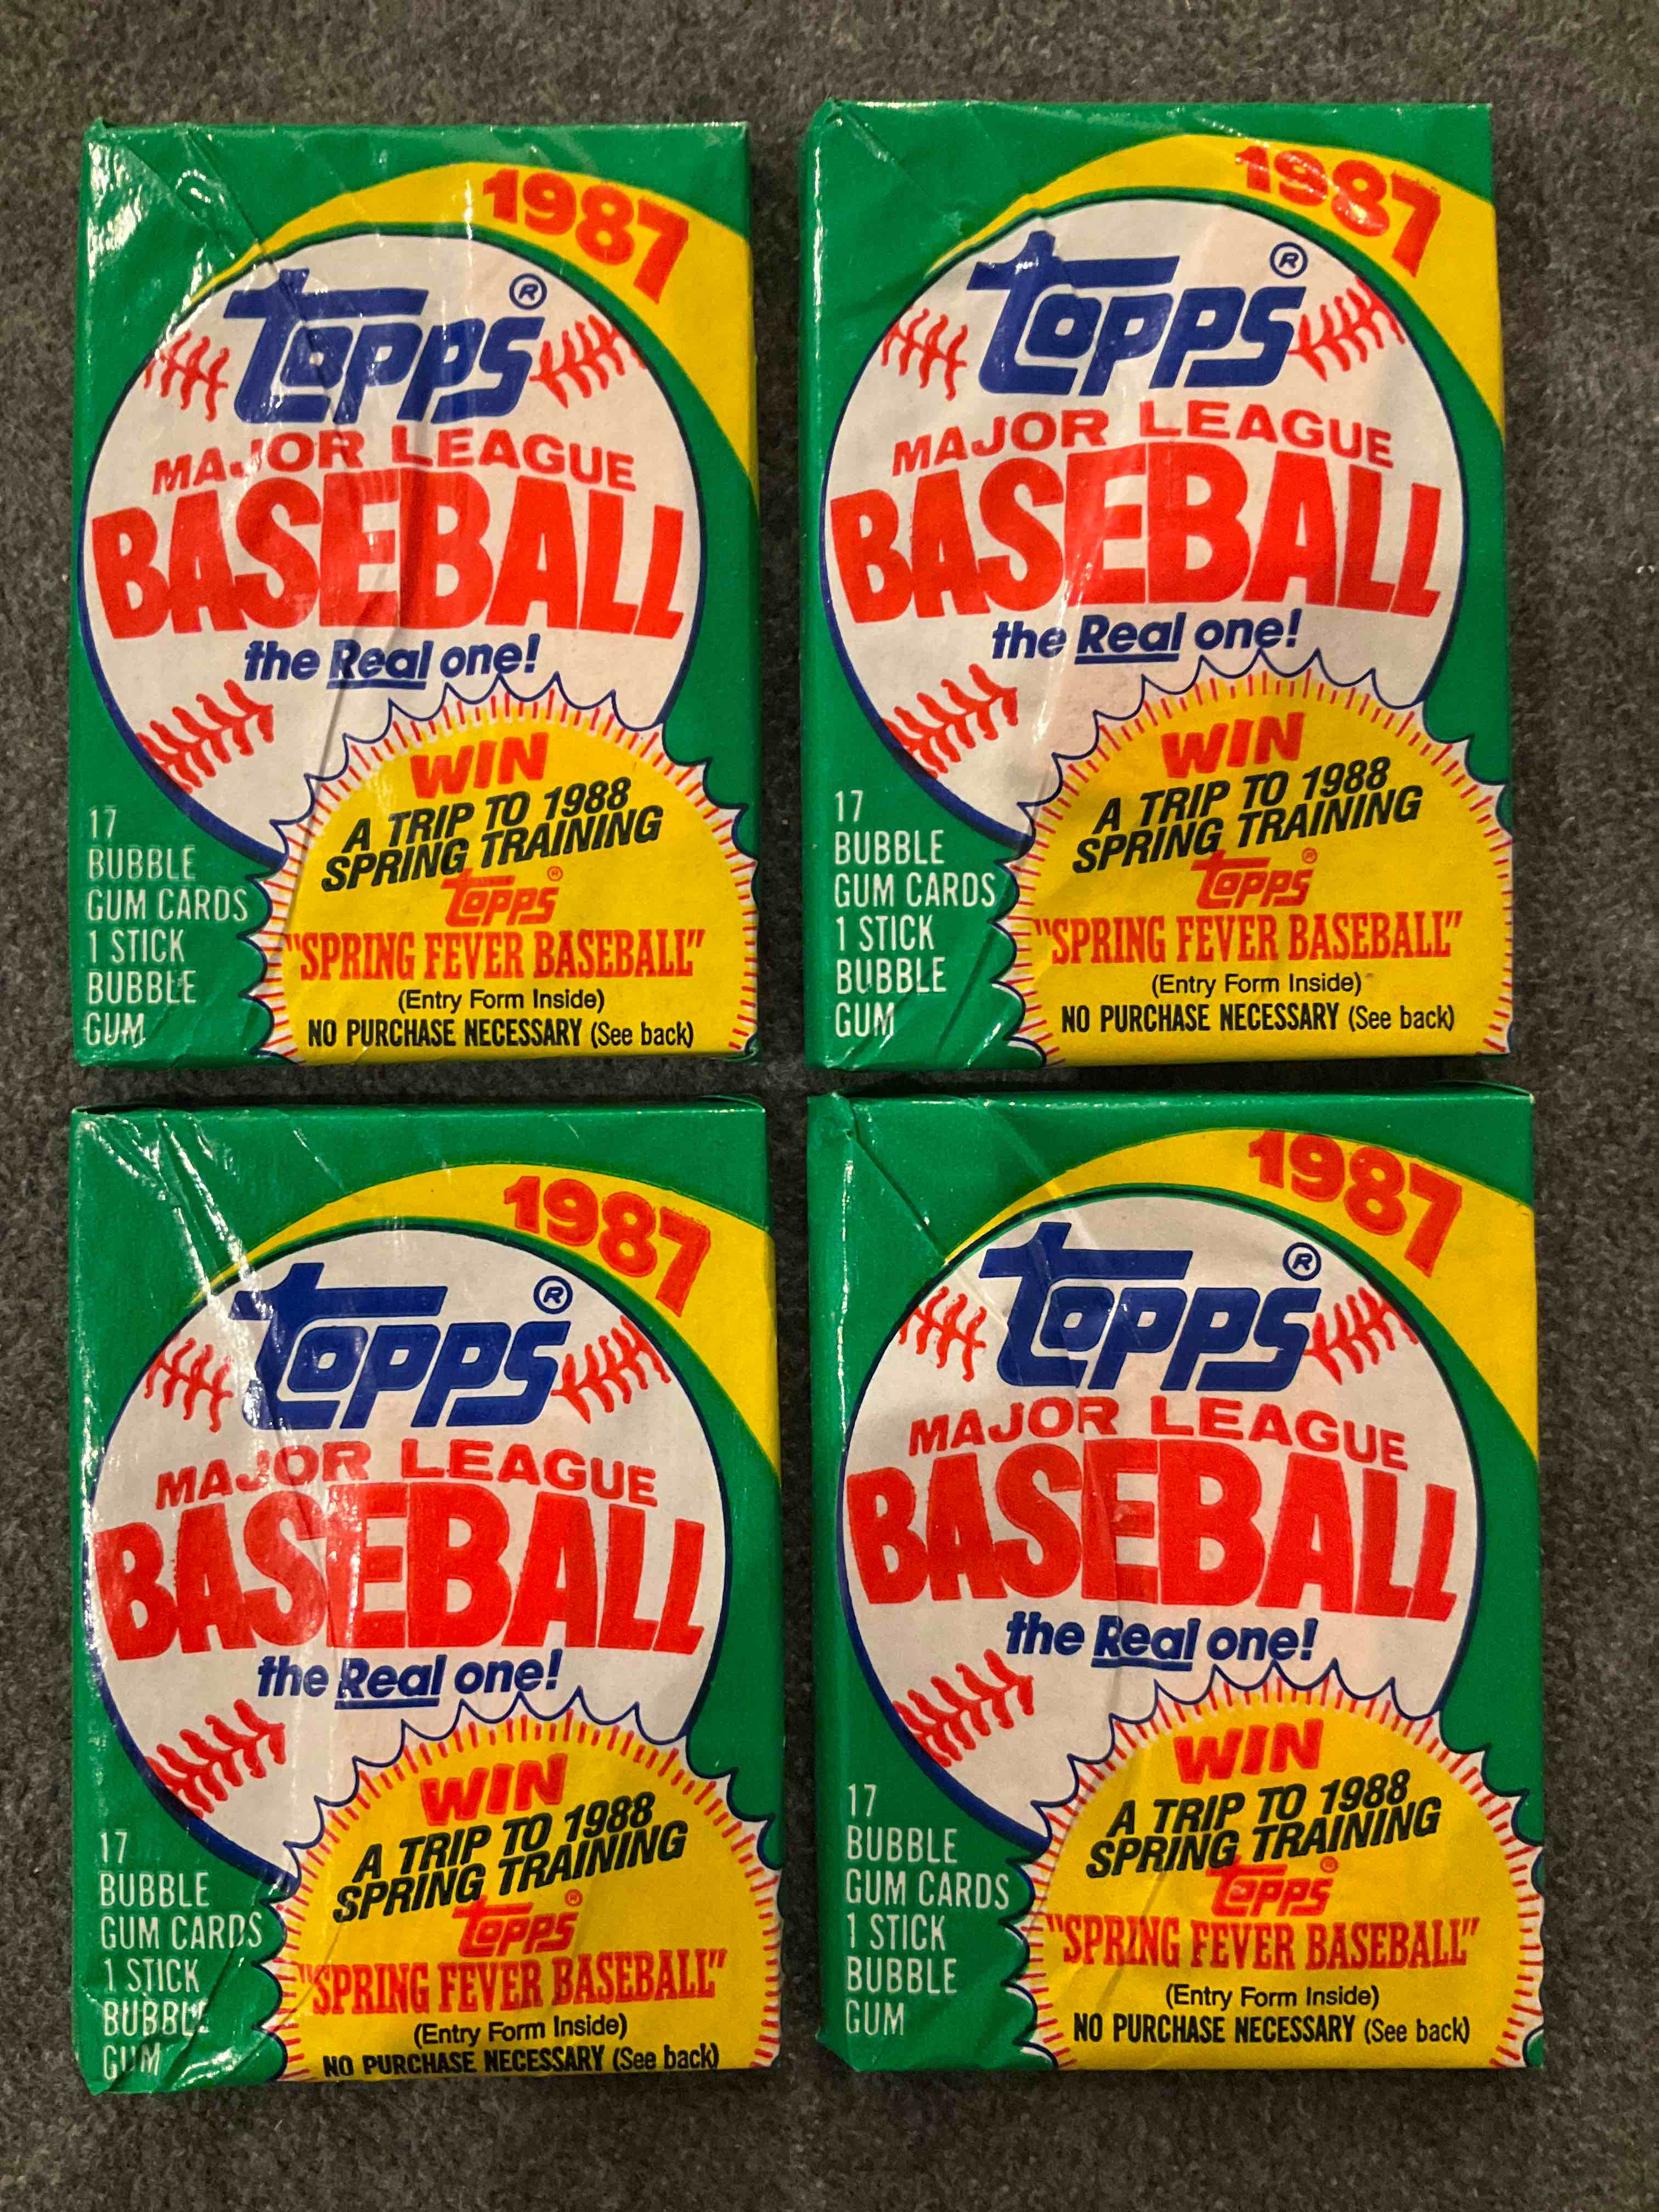 1987
topps®
MAJOR LEAGUE
BASEBALL
the Real one!
WIN
A TRIP TO 1988
SPRING TRAINING
topps®
"SPRING FEVER BASEBALL"
(Entry Form Inside)
NO PURCHASE NECESSARY (See back)
17
BUBBLE
GUM CARDS
1 STICK
BUBBLE
GUM
1987
topps®
MAJOR LEAGUE
BASEBALL
the Real one!
WIN
A TRIP TO 1988
SPRING TRAINING
topps®
"SPRING FEVER BASEBALL"
(Entry Form Inside)
NO PURCHASE NECESSARY (See back)
17
BUBBLE
GUM CARDS
1 STICK
BUBBLE
GUM
1987
topps®
MAJOR LEAGUE
BASEBALL
the Real one!
WIN
A TRIP TO 1988
SPRING TRAINING
topps®
"SPRING FEVER BASEBALL"
(Entry Form Inside)
NO PURCHASE NECESSARY (See back)
17
BUBBLE
GUM CARDS
1 STICK
BUBBLE
GUM
1987
topps®
MAJOR LEAGUE
BASEBALL
the Real one!
WIN
A TRIP TO 1988
SPRING TRAINING
topps®
"SPRING FEVER BASEBALL"
(Entry Form Inside)
NO PURCHASE NECESSARY (See back)
17
BUBBLE
GUM CARDS
1 STICK
BUBBLE
GUM